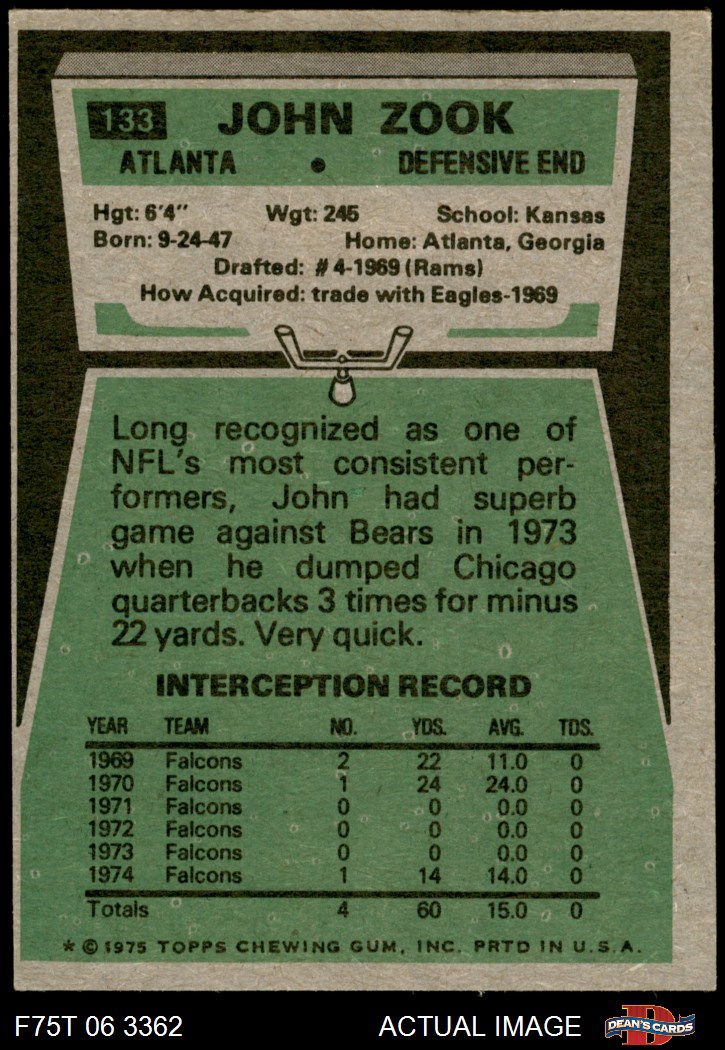 133 JOHN ZOOK
ATLANTA • DEFENSIVE END
Hgt: 6'4" Wgt: 245 School: Kansas
Born: 9-24-47 Home: Atlanta, Georgia
Drafted: #4-1969 (Rams)
How Acquired: trade with Eagles-1969
Long recognized as one of
NFL's most consistent per-
formers, John had superb
game against Bears in 1973
when he dumped Chicago
quarterbacks 3 times for minus
22 yards. Very quick.
INTERCEPTION RECORD
YEAR TEAM NO. YDS. AVG. TDS.
1969 Falcons 2 22 11.0 0
1970 Falcons 1 24 24.0 0
1971 Falcons 0 0 0.0 0
1972 Falcons 0 0 0.0 0
1973 Falcons 0 0 0.0 0
1974 Falcons 1 14 14.0 0
Totals 4 60 15.0 0
* © 1975 TOPPS CHEWING GUM, INC. PRTD IN U.S.A.
F75T 06 3362 ACTUAL IMAGE D DEAN'S CARDS